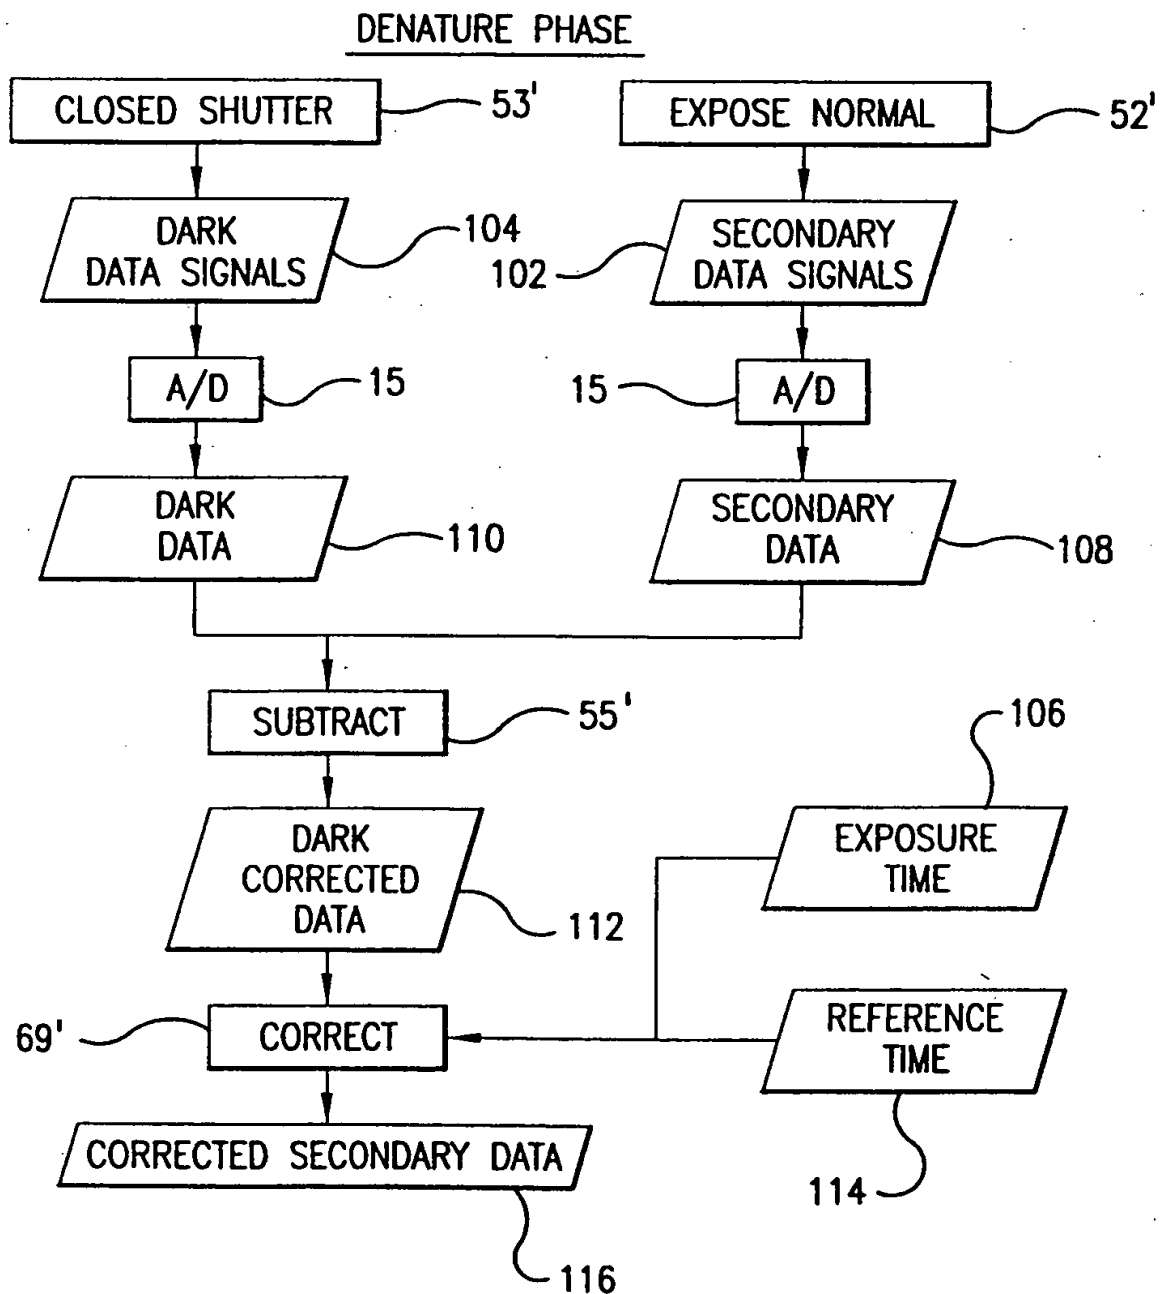 DENATURE PHASE
CLOSED SHUTTER
53'
EXPOSE NORMAL
52'
DARK
DATA SIGNALS
104
SECONDARY
DATA SIGNALS
102
A/D
15
15
A/D
DARK
DATA
110
SECONDARY
DATA
108
SUBTRACT
55'
106
DARK
CORRECTED
DATA
112
EXPOSURE
TIME
69'
CORRECT
REFERENCE
TIME
CORRECTED SECONDARY DATA
114
116